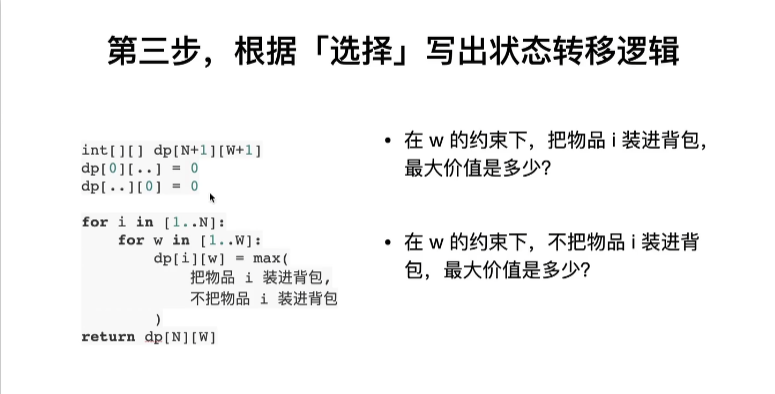 第三步，根据「选择」写出状态转移逻辑
int[][] dp[N+1][W+1]
dp[0][..] = 0
dp[..][0] = 0
for i in [1..N]:
for w in [1..W]:
dp[i][w] = max(
把物品 i 装进背包,
不把物品 i 装进背包
)
return dp[N][W]
• 在 w 的约束下，把物品 i 装进背包，
最大价值是多少？
• 在 w 的约束下，不把物品 i 装进背
包，最大价值是多少？